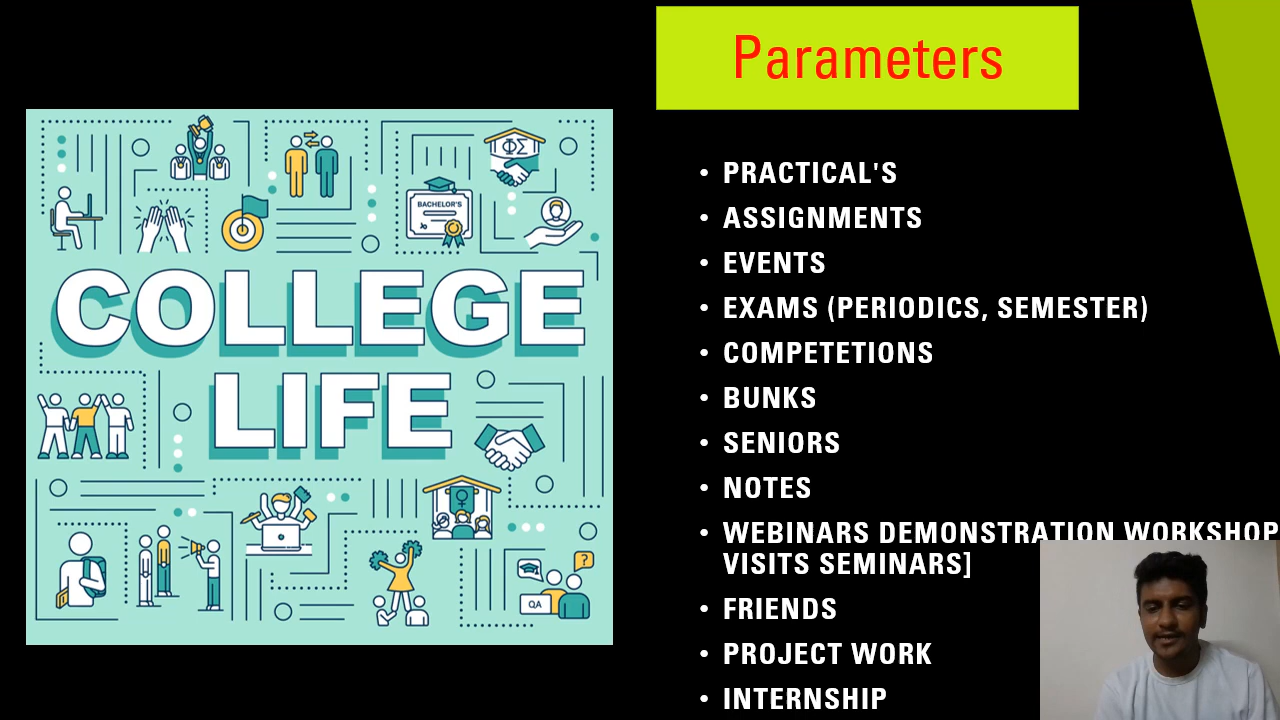 Parameters
ΦΣ
BACHELOR'S
COLLEGE
LIFE
QA
?
• PRACTICAL'S
• ASSIGNMENTS
• EVENTS
• EXAMS (PERIODICS, SEMESTER)
• COMPETETIONS
• BUNKS
• SENIORS
• NOTES
• WEBINARS DEMONSTRATION WORKSHOP
VISITS SEMINARS]
• FRIENDS
• PROJECT WORK
• INTERNSHIP